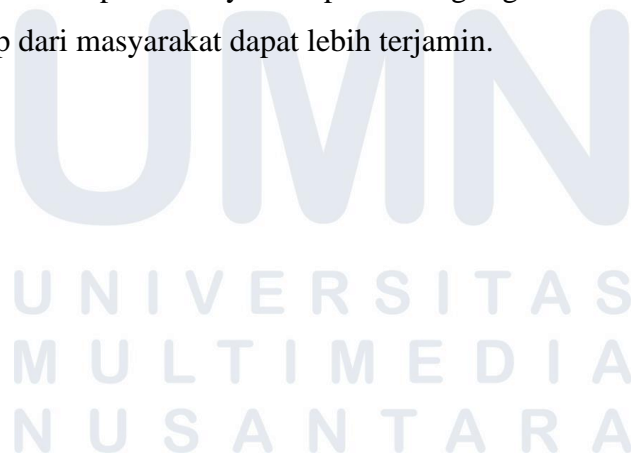 dari masyarakat dapat lebih terjamin.
UMN
UNIVERSITAS
MULTIMEDIA
NUSANTARA